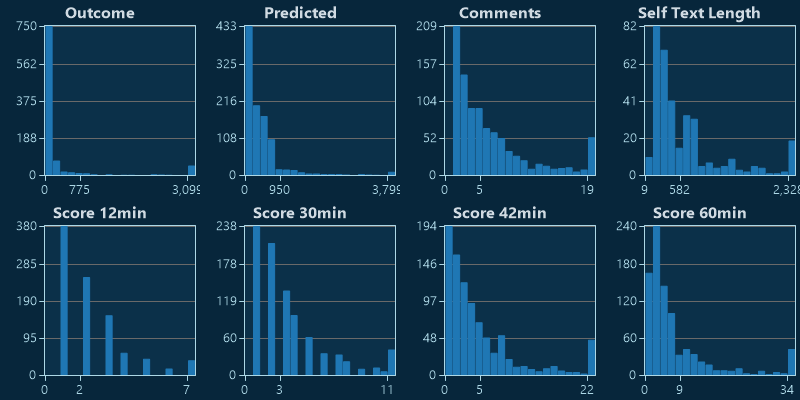 Outcome Predicted Comments Self Text Length
750 433 209 82
562 325 157 62
375 216 104 41
188 108 52 20
0 0 0 0
0 775 3,099 0 950 3,799 0 5 19 9 582 2,328
Score 12min Score 30min Score 42min Score 60min
380 238 194 240
285 178 146 180
190 119 97 120
95 60 48 60
0 0 0 0
0 2 7 0 3 11 0 5 22 0 9 34